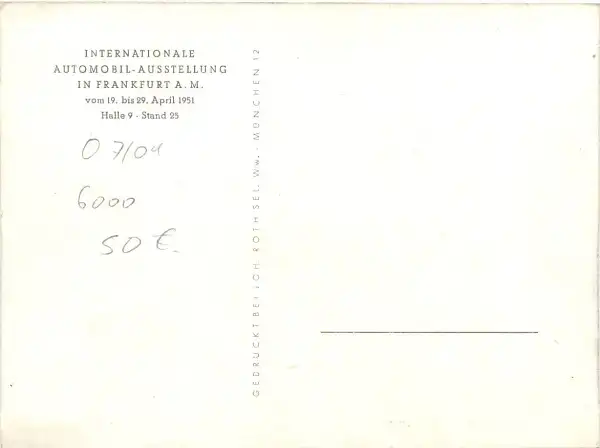 INTERNATIONALE
AUTOMOBIL-AUSSTELLUNG
IN FRANKFURT A. M.
vom 19. bis 29. April 1951
Halle 9 · Stand 25
O 7/04
6000
50 €.
GEDRUCKT BEI JOH. ROTH SEL. Ww. · MÜNCHEN 12